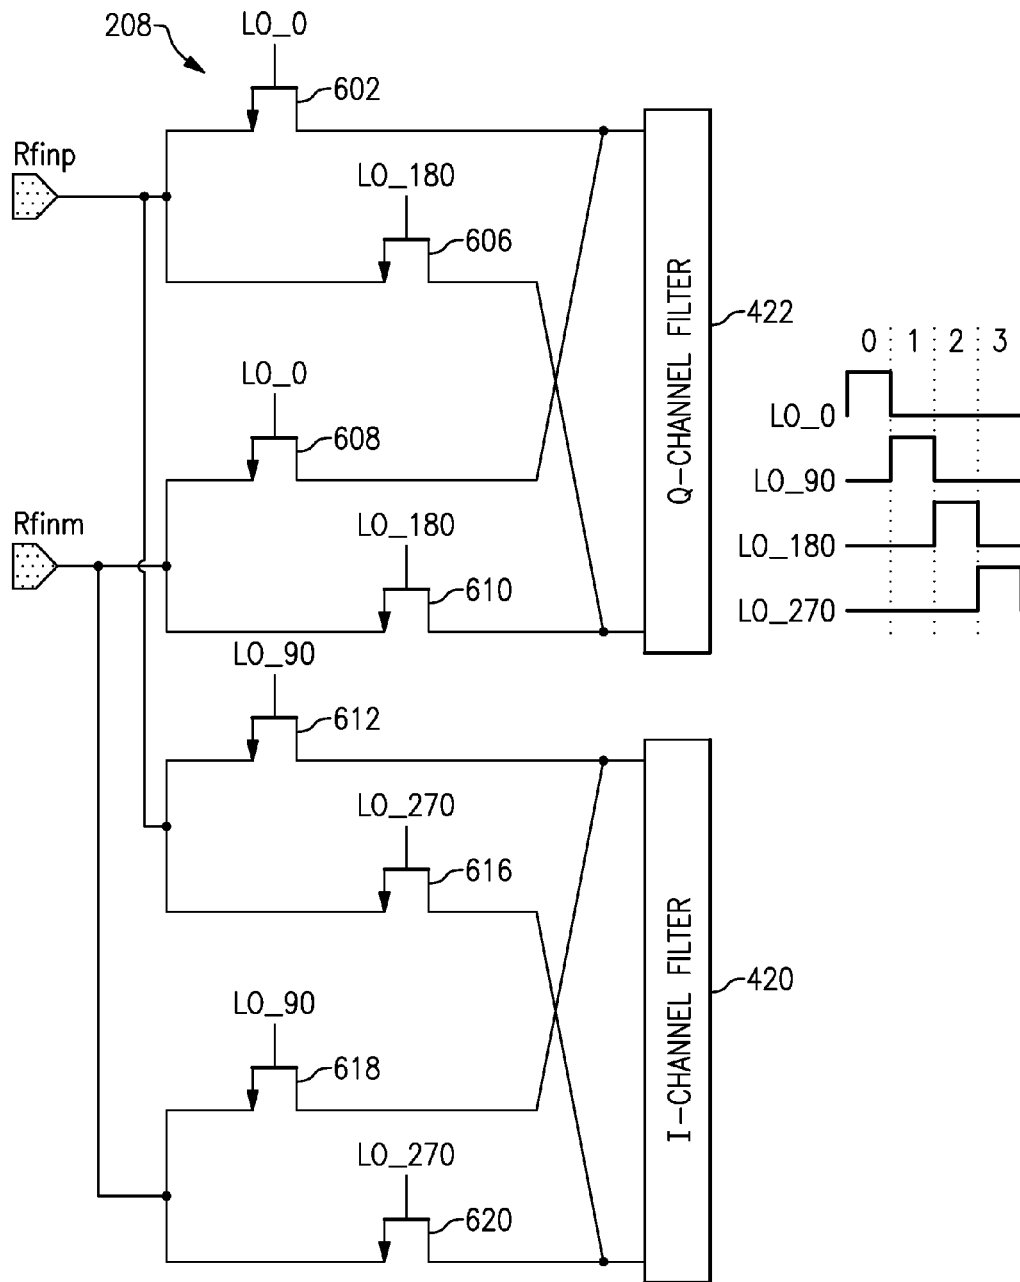 208
LO_0
602
Rfinp
LO_180
606
Q-CHANNEL FILTER
422
0 1 2 3
LO_0
LO_90
LO_180
LO_270
LO_0
608
Rfinm
LO_180
610
LO_90
612
LO_270
616
I-CHANNEL FILTER
420
LO_90
618
LO_270
620